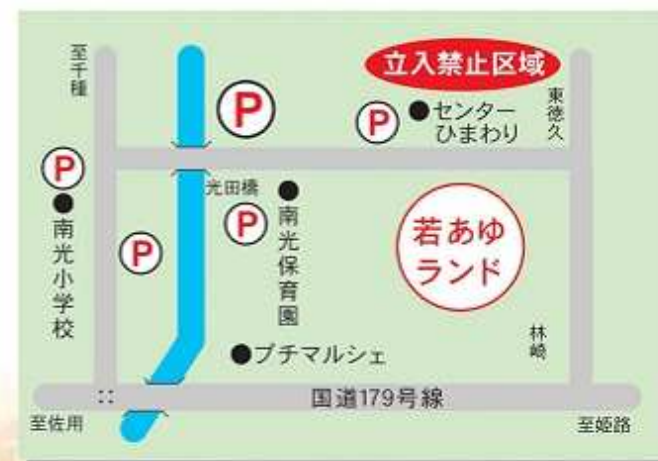 至千種
立入禁止区域
P
P
センター
ひまわり
東徳久
P
南光小学校
光田橋
P
南光保育園
P
若あゆ
ランド
林崎
プチマルシェ
国道179号線
至佐用
至姫路